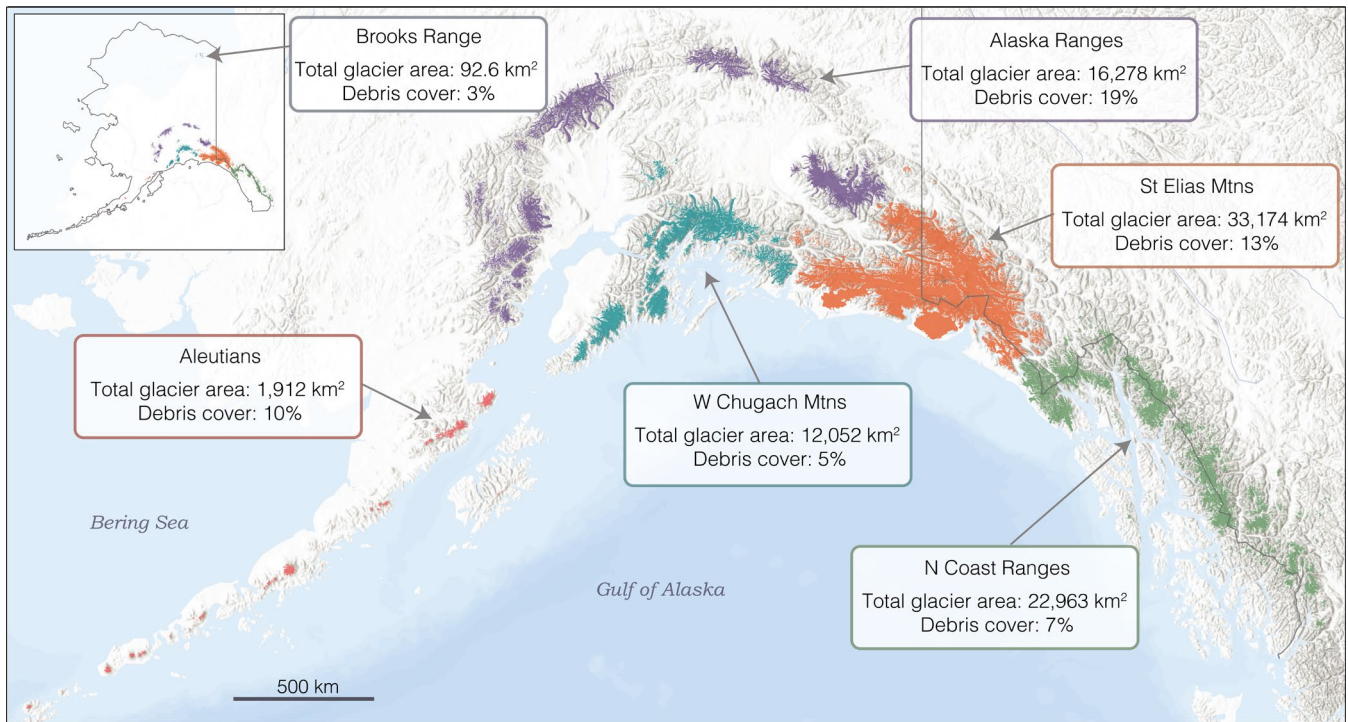 Brooks Range
Total glacier area: 92.6 km²
Debris cover: 3%
Alaska Ranges
Total glacier area: 16,278 km²
Debris cover: 19%
St Elias Mtns
Total glacier area: 33,174 km²
Debris cover: 13%
Aleutians
Total glacier area: 1,912 km²
Debris cover: 10%
W Chugach Mtns
Total glacier area: 12,052 km²
Debris cover: 5%
Bering Sea
Gulf of Alaska
N Coast Ranges
Total glacier area: 22,963 km²
Debris cover: 7%
500 km